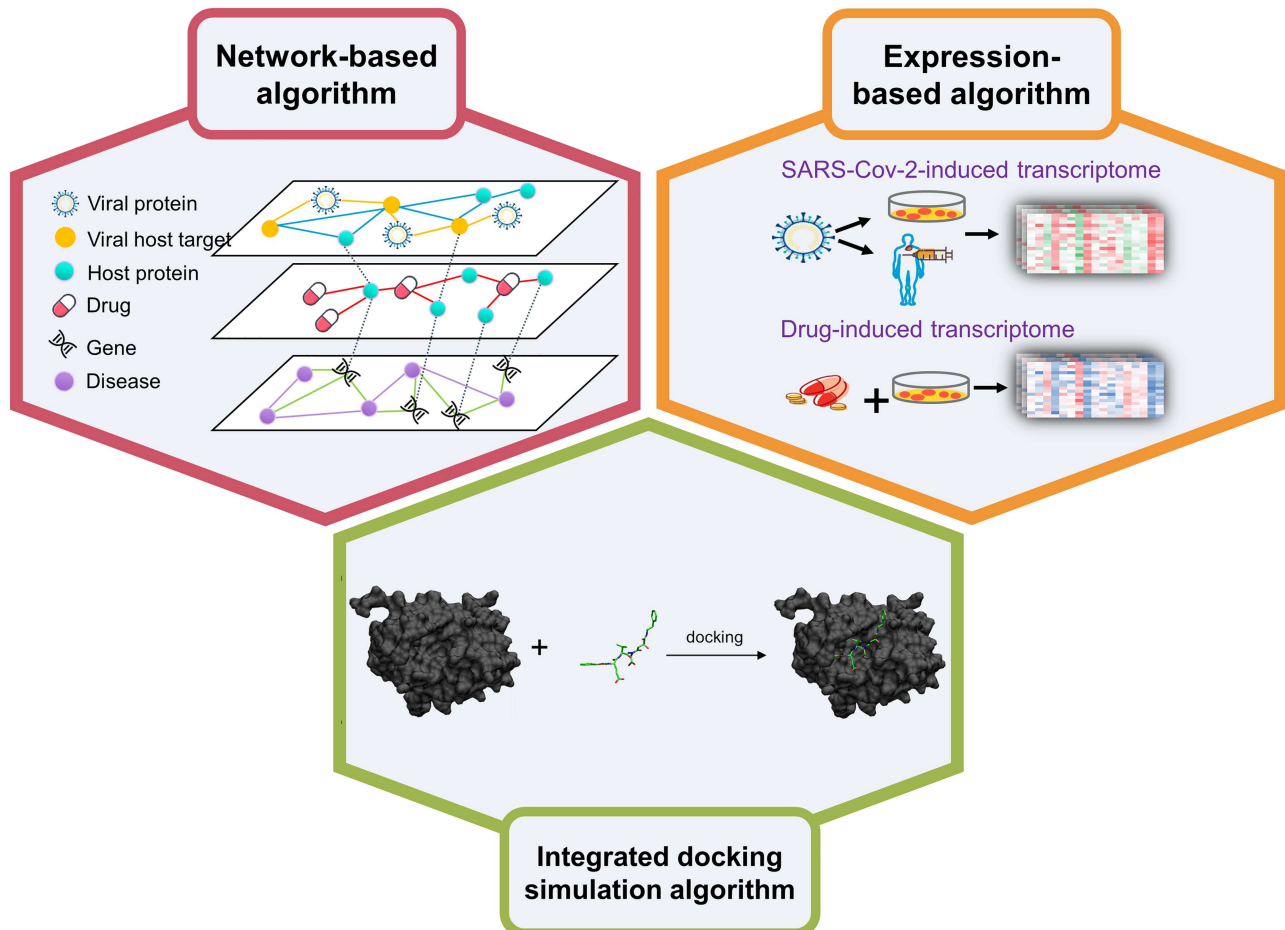 Network-based
algorithm
Viral protein
Viral host target
Host protein
Drug
Gene
Disease
Expression-
based algorithm
SARS-Cov-2-induced transcriptome
Drug-induced transcriptome
+
+
docking
Integrated docking
simulation algorithm